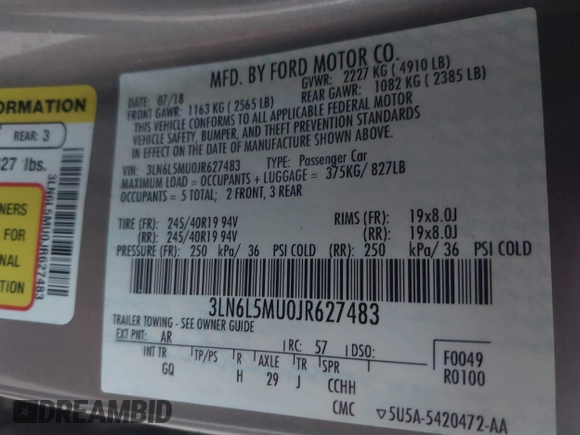 MFD. BY FORD MOTOR CO.
DATE: 07/18
GVWR: 2227 KG ( 4910 LB)
FRONT GAWR: 1163 KG ( 2565 LB)
REAR GAWR: 1082 KG ( 2385 LB)
THIS VEHICLE CONFORMS TO ALL APPLICABLE FEDERAL MOTOR
VEHICLE SAFETY, BUMPER, AND THEFT PREVENTION STANDARDS
IN EFFECT ON THE DATE OF MANUFACTURE SHOWN ABOVE.
VIN: 3LN6L5MU0JR627483 TYPE: Passenger Car
MAXIMUM LOAD = OCCUPANTS + LUGGAGE = 375KG/ 827LB
OCCUPANTS = 5 TOTAL; 2 FRONT, 3 REAR
TIRE (FR): 245/40R19 94V RIMS (FR): 19x8.0J
(RR): 245/40R19 94V (RR): 19x8.0J
PRESSURE (FR): 250 kPa/ 36 PSI COLD (RR): 250 kPa/ 36 PSI COLD
3LN6L5MU0JR627483
TRAILER TOWING - SEE OWNER GUIDE
EXT PNT: AR RC: 57 DSO:
INT TR TP/PS R AXLE TR SPR
GQ H 29 J CCHH
F0049
R0100
CMC 5U5A-5420472-AA
ORMATION
REAR: 3
27 lbs.
3LN6L5MU0JR627483
NERS
FOR
ONAL
ON
DREAMBID